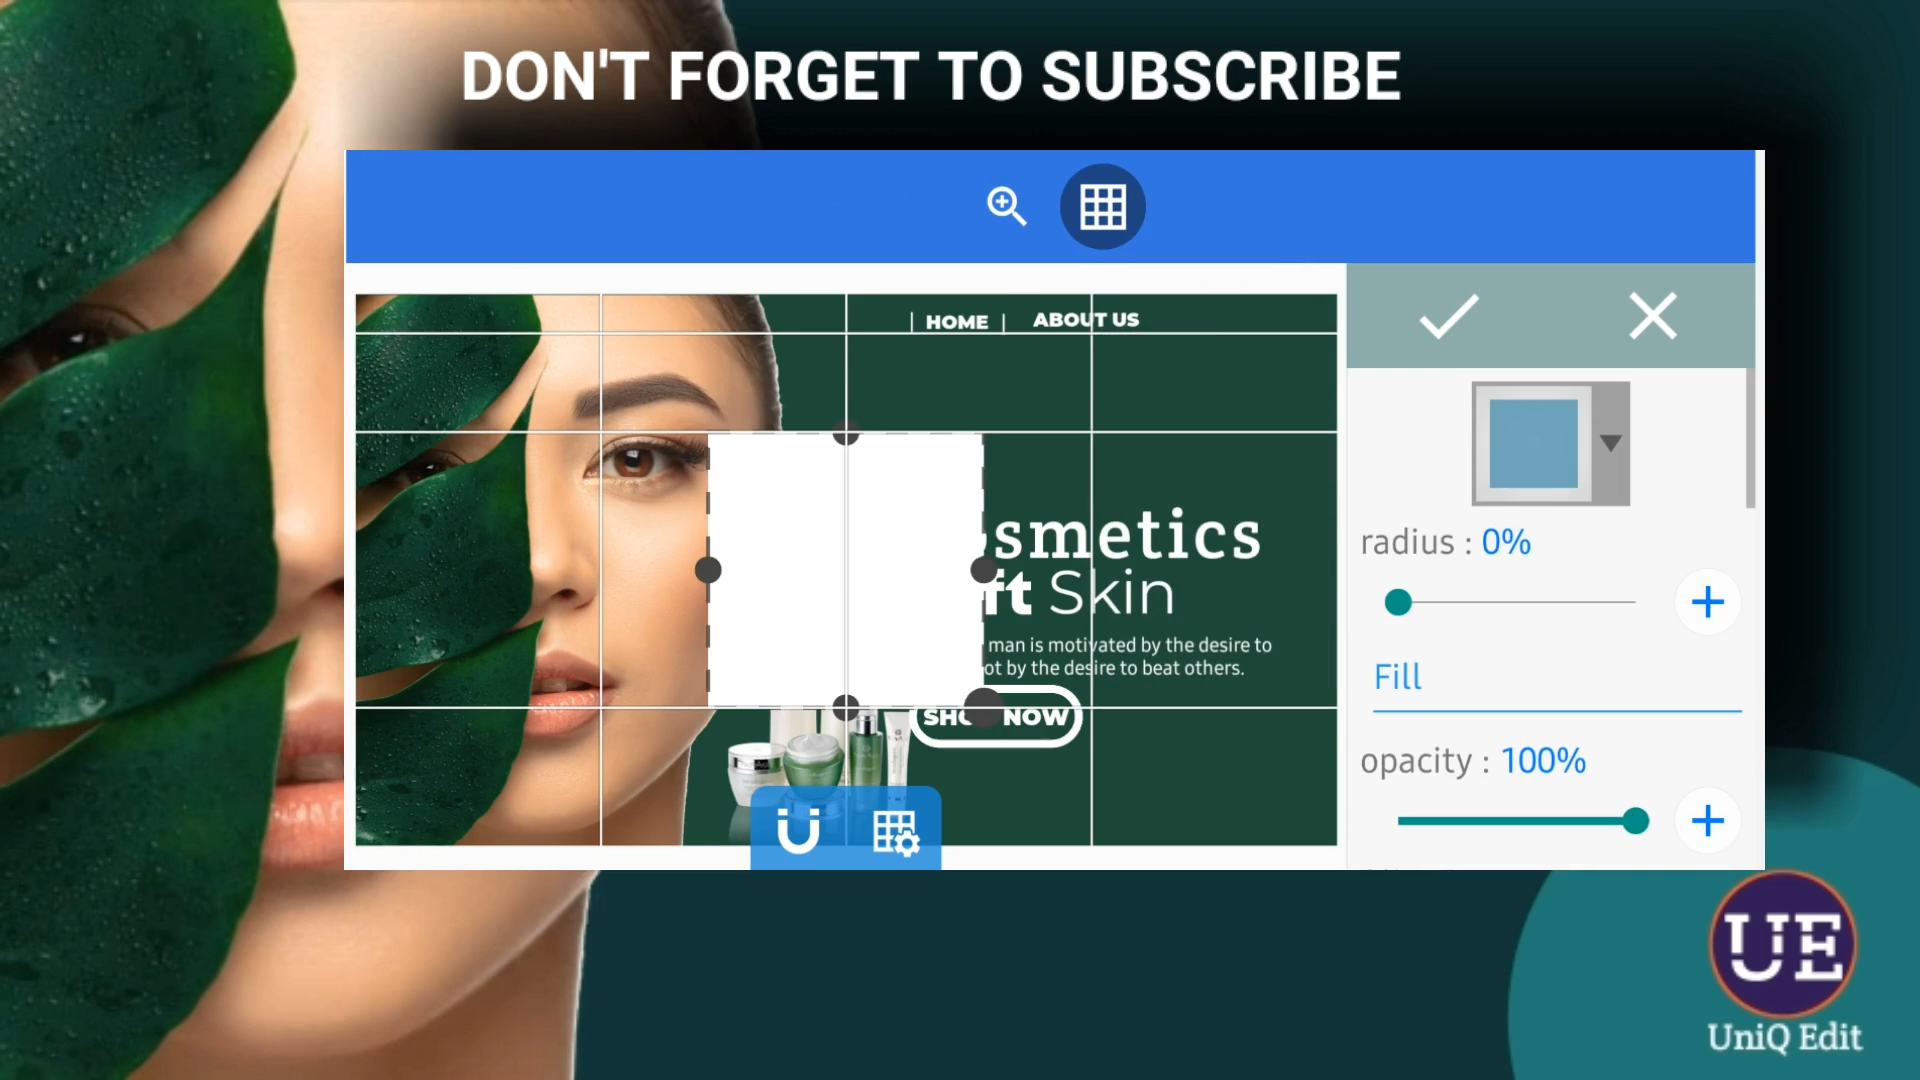 DON'T FORGET TO SUBSCRIBE
| HOME | ABOUT US
smetics
ft Skin
man is motivated by the desire to
ot by the desire to beat others.
NOW
radius : 0%
Fill
opacity : 100%
UE
UniQ Edit